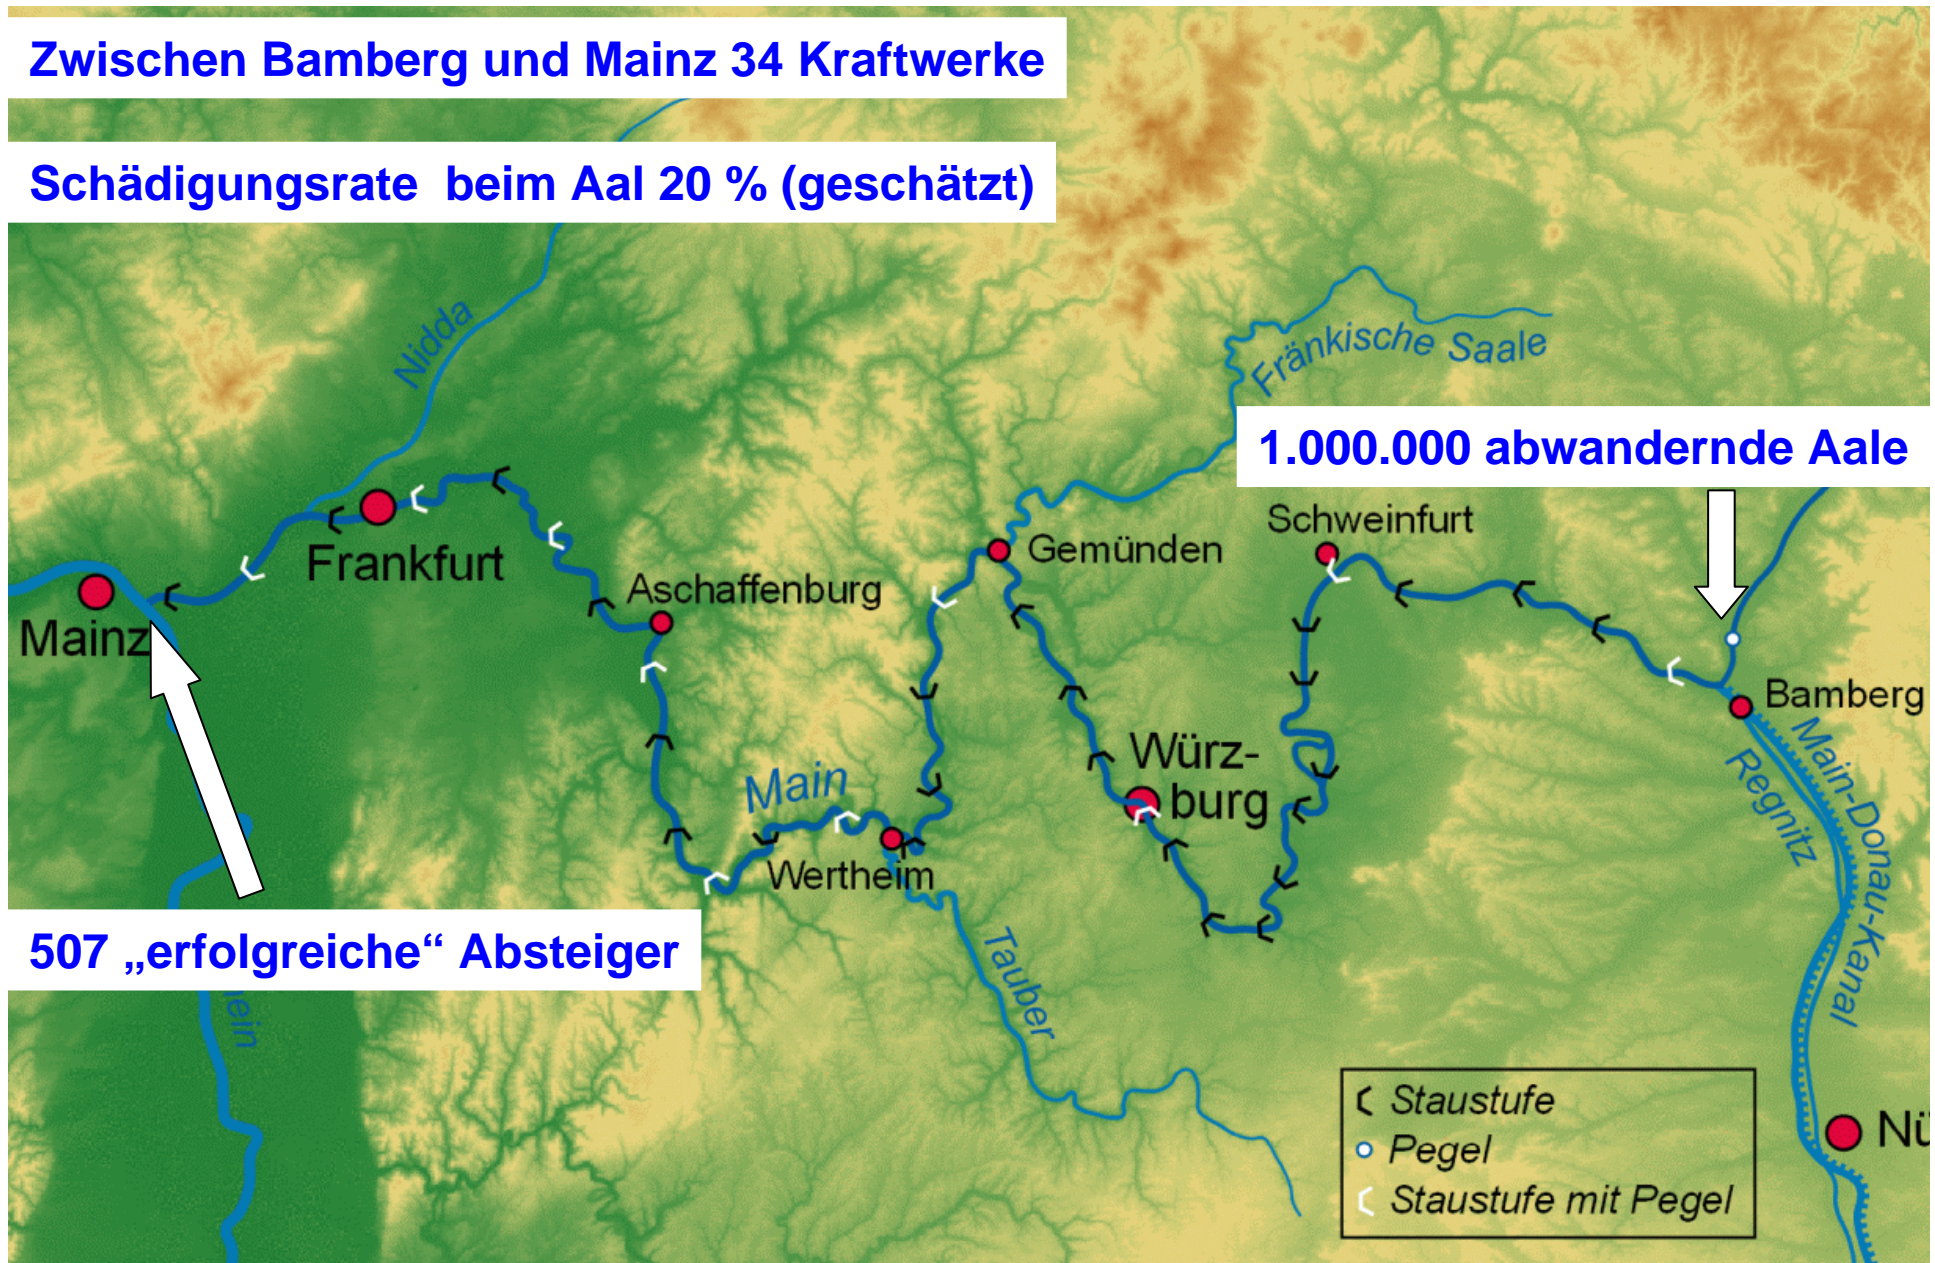 Zwischen Bamberg und Mainz 34 Kraftwerke
Schädigungsrate beim Aal 20 % (geschätzt)
Nidda
Fränkische Saale
1.000.000 abwandernde Aale
Schweinfurt
Frankfurt
Gemünden
Aschaffenburg
Mainz
Bamberg
Würz-
burg
Main
Main-Donau-Kanal
Regnitz
Wertheim
507 „erfolgreiche“ Absteiger
Tauber
ein
Staustufe
Pegel
Staustufe mit Pegel
Nü